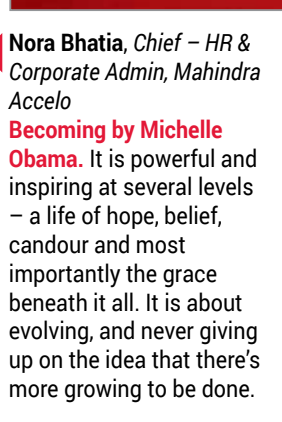 Nora Bhatia, Chief – HR &
Corporate Admin, Mahindra
Accelo
Becoming by Michelle
Obama. It is powerful and
inspiring at several levels
– a life of hope, belief,
candour and most
importantly the grace
beneath it all. It is about
evolving, and never giving
up on the idea that there’s
more growing to be done.